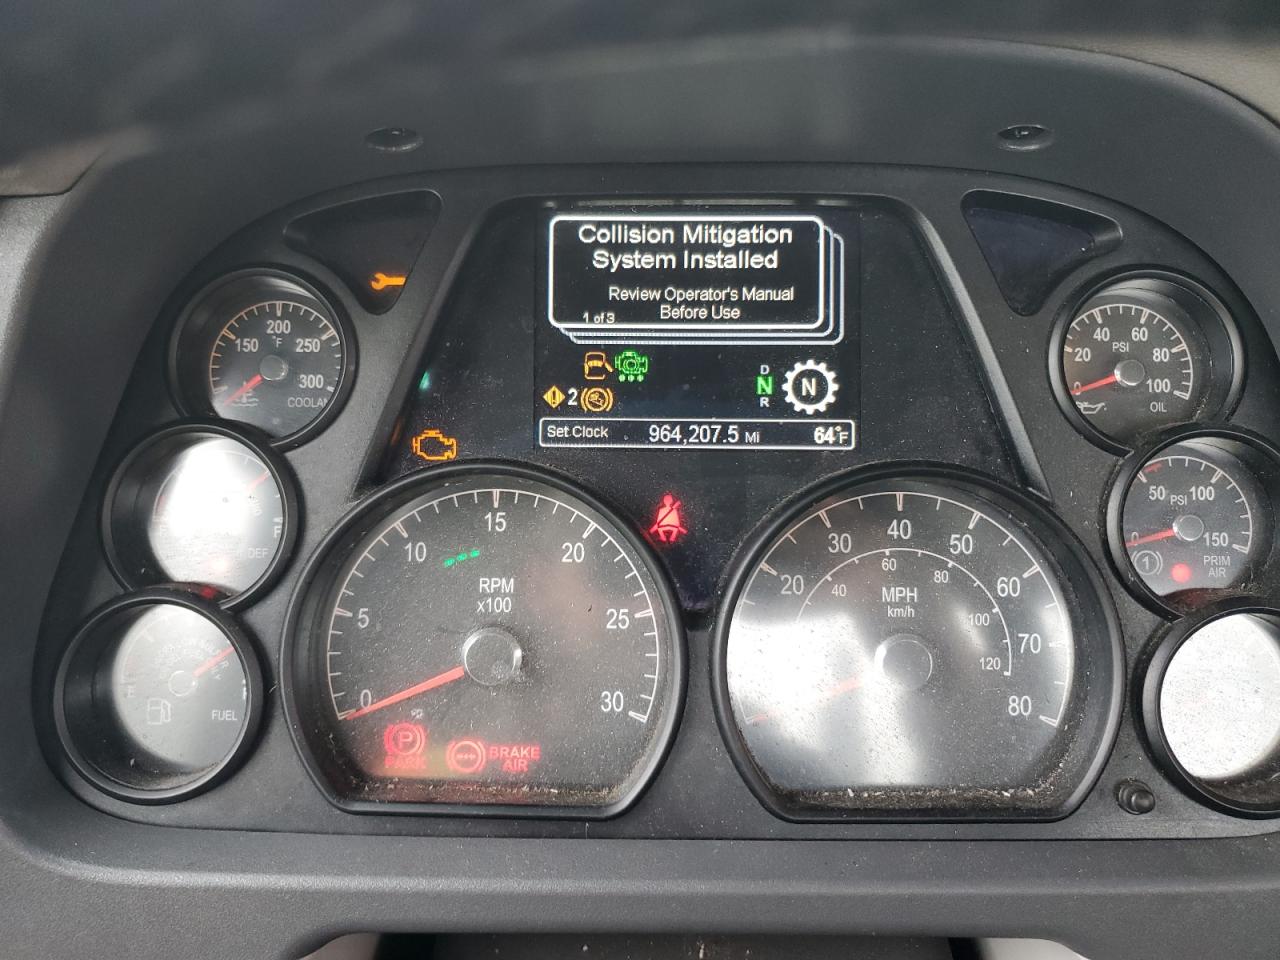 Collision Mitigation
System Installed
Review Operator's Manual
Before Use
1 of 3
2
D
N
R
N
Set Clock 964,207.5 Mi 64°F
150 200 250 300
°F
COOLAN
DEF
FUEL
E
0 5 10 15 20 25 30
RPM
x100
P
PARK
BRAKE
AIR
20 30 40 50 60 70 80
40 60 80 100 120
MPH
km/h
0 20 40 60 80 100
PSI
OIL
0 50 100 150
PSI
1
PRIM
AIR